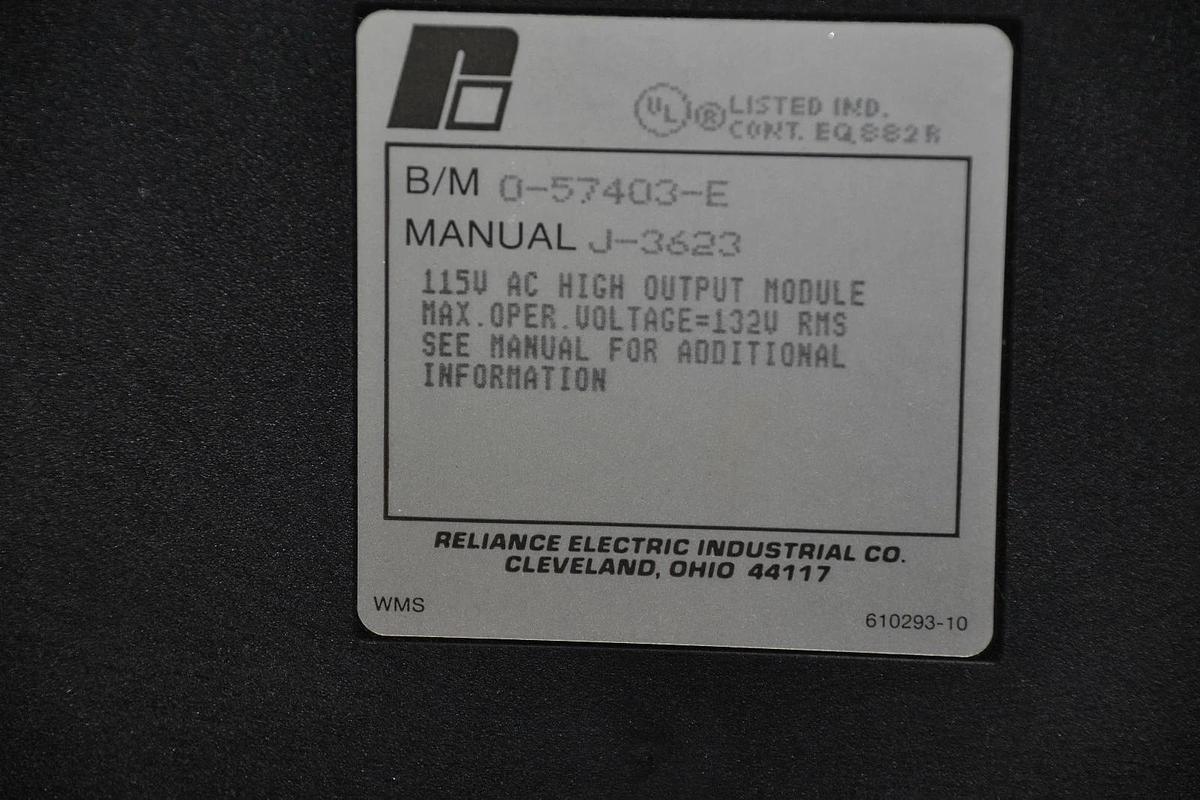 UL ® LISTED IND.
CONT. EQ.882R
B/M 0-57403-E
MANUAL J-3623
115V AC HIGH OUTPUT MODULE
MAX.OPER.VOLTAGE=132V RMS
SEE MANUAL FOR ADDITIONAL
INFORMATION
RELIANCE ELECTRIC INDUSTRIAL CO.
CLEVELAND, OHIO 44117
WMS
610293-10